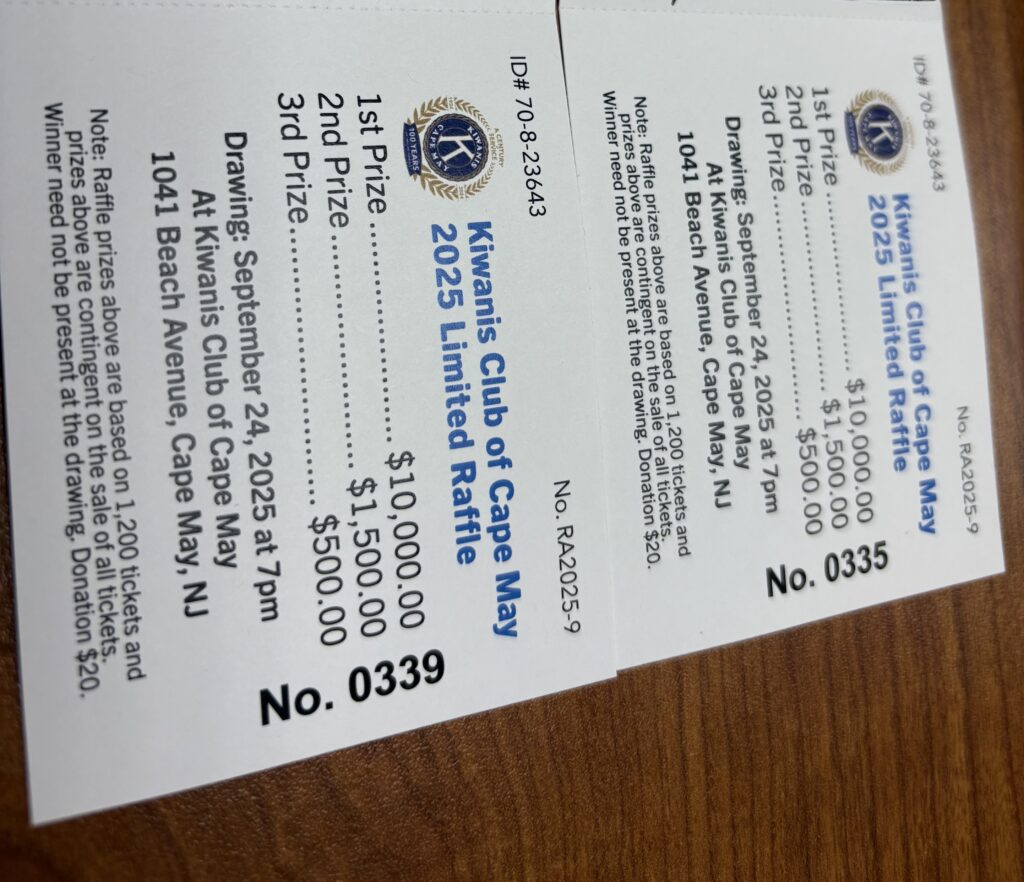 ID# 70-8-23643
No. RA2025-9
A CENTURY
OF SERVICE
KIWANIS
K
CAPE MAY
100 YEARS
Kiwanis Club of Cape May
2025 Limited Raffle
1st Prize ........................ $10,000.00
2nd Prize ........................ $1,500.00
3rd Prize ........................ $500.00
Drawing: September 24, 2025 at 7pm
At Kiwanis Club of Cape May
1041 Beach Avenue, Cape May, NJ
No. 0339
Note: Raffle prizes above are based on 1,200 tickets and
prizes above are contingent on the sale of all tickets.
Winner need not be present at the drawing. Donation $20.
ID# 70-8-23643
No. RA2025-9
K
Kiwanis Club of Cape May
2025 Limited Raffle
1st Prize ........................ $10,000.00
2nd Prize ........................ $1,500.00
3rd Prize ........................ $500.00
Drawing: September 24, 2025 at 7pm
At Kiwanis Club of Cape May
1041 Beach Avenue, Cape May, NJ
No. 0335
Note: Raffle prizes above are based on 1,200 tickets and
prizes above are contingent on the sale of all tickets.
Winner need not be present at the drawing. Donation $20.